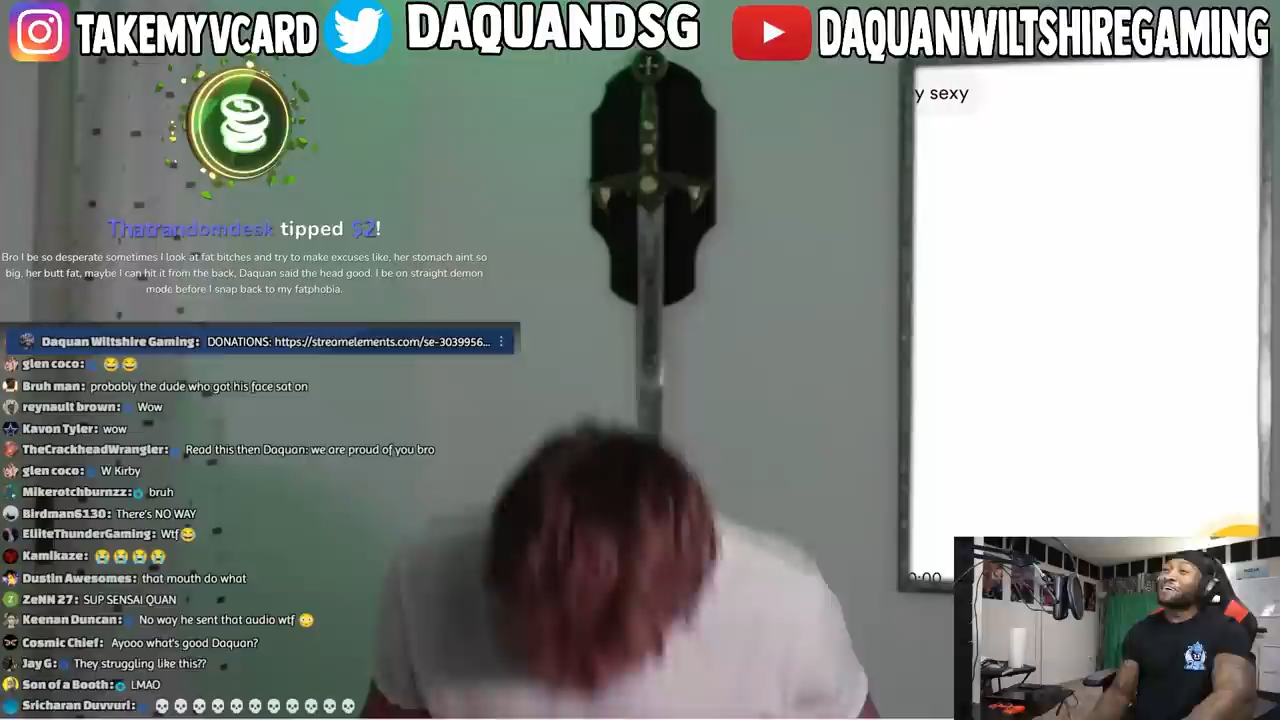 TAKEMYVCARD DAQUANDSG DAQUANWILTSHIREGAMING
y sexy
Thatrandomdesk tipped $2!
Bro I be so desperate sometimes I look at fat bitches and try to make excuses like, her stomach aint so
big, her butt fat, maybe I can hit it from the back, Daquan said the head good. I be on straight demon
mode before I snap back to my fatphobia.
Daquan Wiltshire Gaming: DONATIONS: https://streamelements.com/se-3039956...
glen coco: 😂😂
Bruh man: probably the dude who got his face sat on
reynault brown: Wow
Kavon Tyler: wow
TheCrackheadWrangler: Read this then Daquan: we are proud of you bro
glen coco: W Kirby
Mikerotchburnzz: bruh
Birdman6130: There's NO WAY
ElliteThunderGaming: Wtf😂
Kamikaze: 😭😭😭😭
Dustin Awesomes: that mouth do what
ZeNN 27: SUP SENSAI QUAN
Keenan Duncan: No way he sent that audio wtf 😳
Cosmic Chief: Ayooo what's good Daquan?
Jay G: They struggling like this??
Son of a Booth: LMAO
Sricharan Duvvuri: 💀💀💀💀💀💀💀💀💀💀💀
0:00